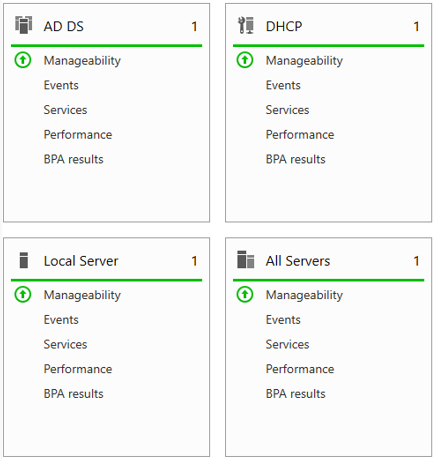 AD DS 1
Manageability
Events
Services
Performance
BPA results
DHCP 1
Manageability
Events
Services
Performance
BPA results
Local Server 1
Manageability
Events
Services
Performance
BPA results
All Servers 1
Manageability
Events
Services
Performance
BPA results